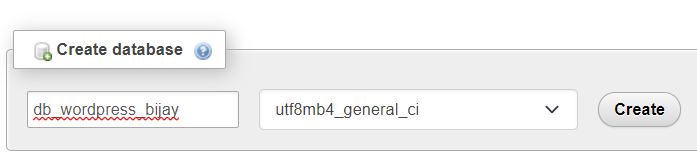 Create database
db_wordpress_bijay
utf8mb4_general_ci
Create